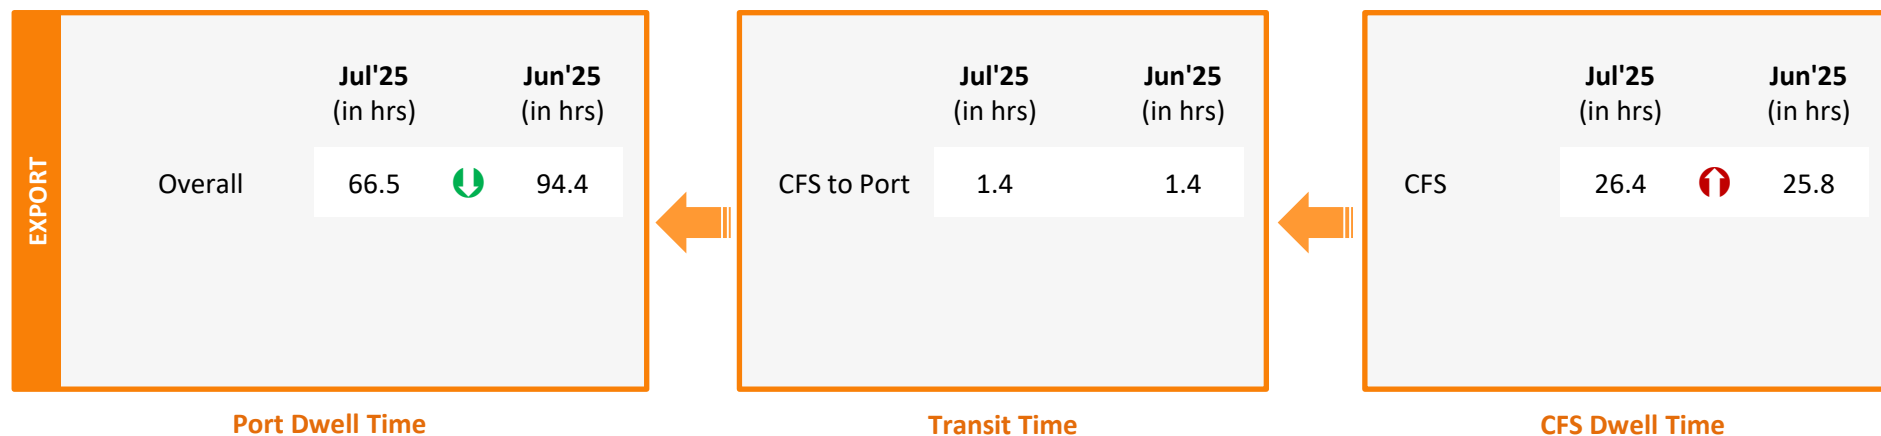 EXPORT
Jul'25 Jun'25
(in hrs) (in hrs)
Overall 66.5 94.4
Port Dwell Time
Jul'25 Jun'25
(in hrs) (in hrs)
CFS to Port 1.4 1.4
Transit Time
Jul'25 Jun'25
(in hrs) (in hrs)
CFS 26.4 25.8
CFS Dwell Time